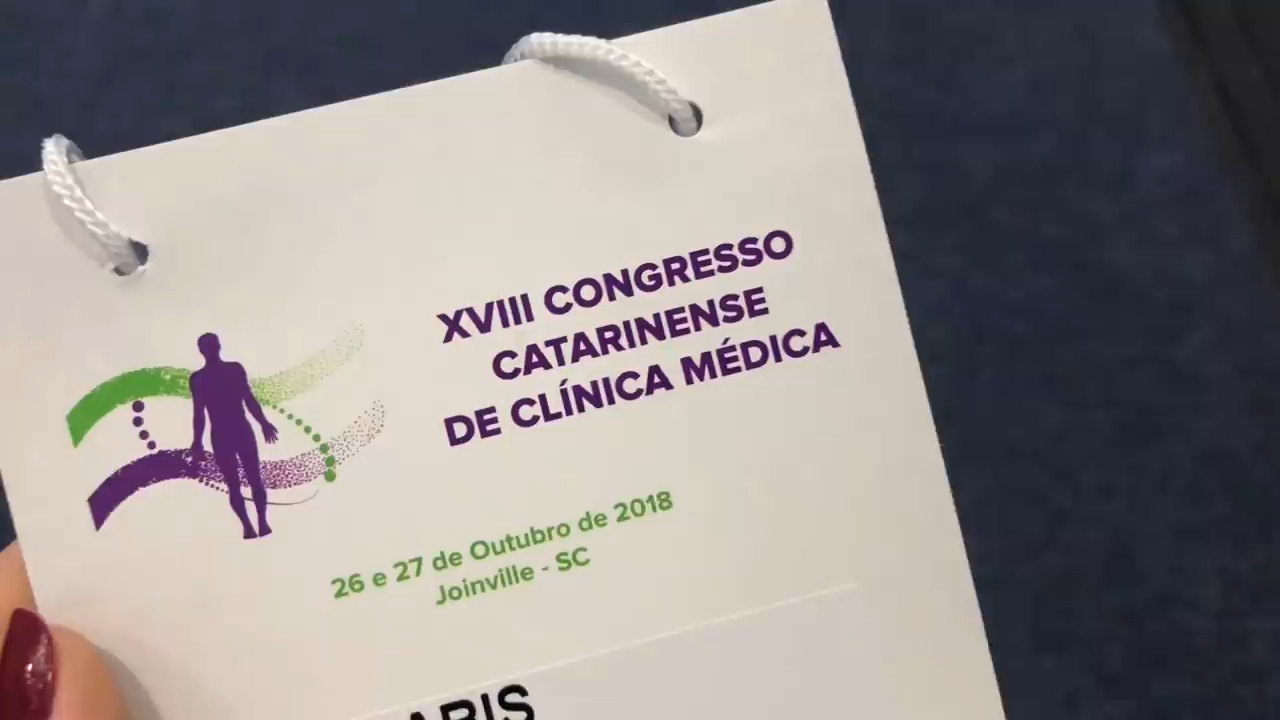 XVIII CONGRESSO
CATARINENSE
DE CLÍNICA MÉDICA
26 e 27 de Outubro de 2018
Joinville - SC